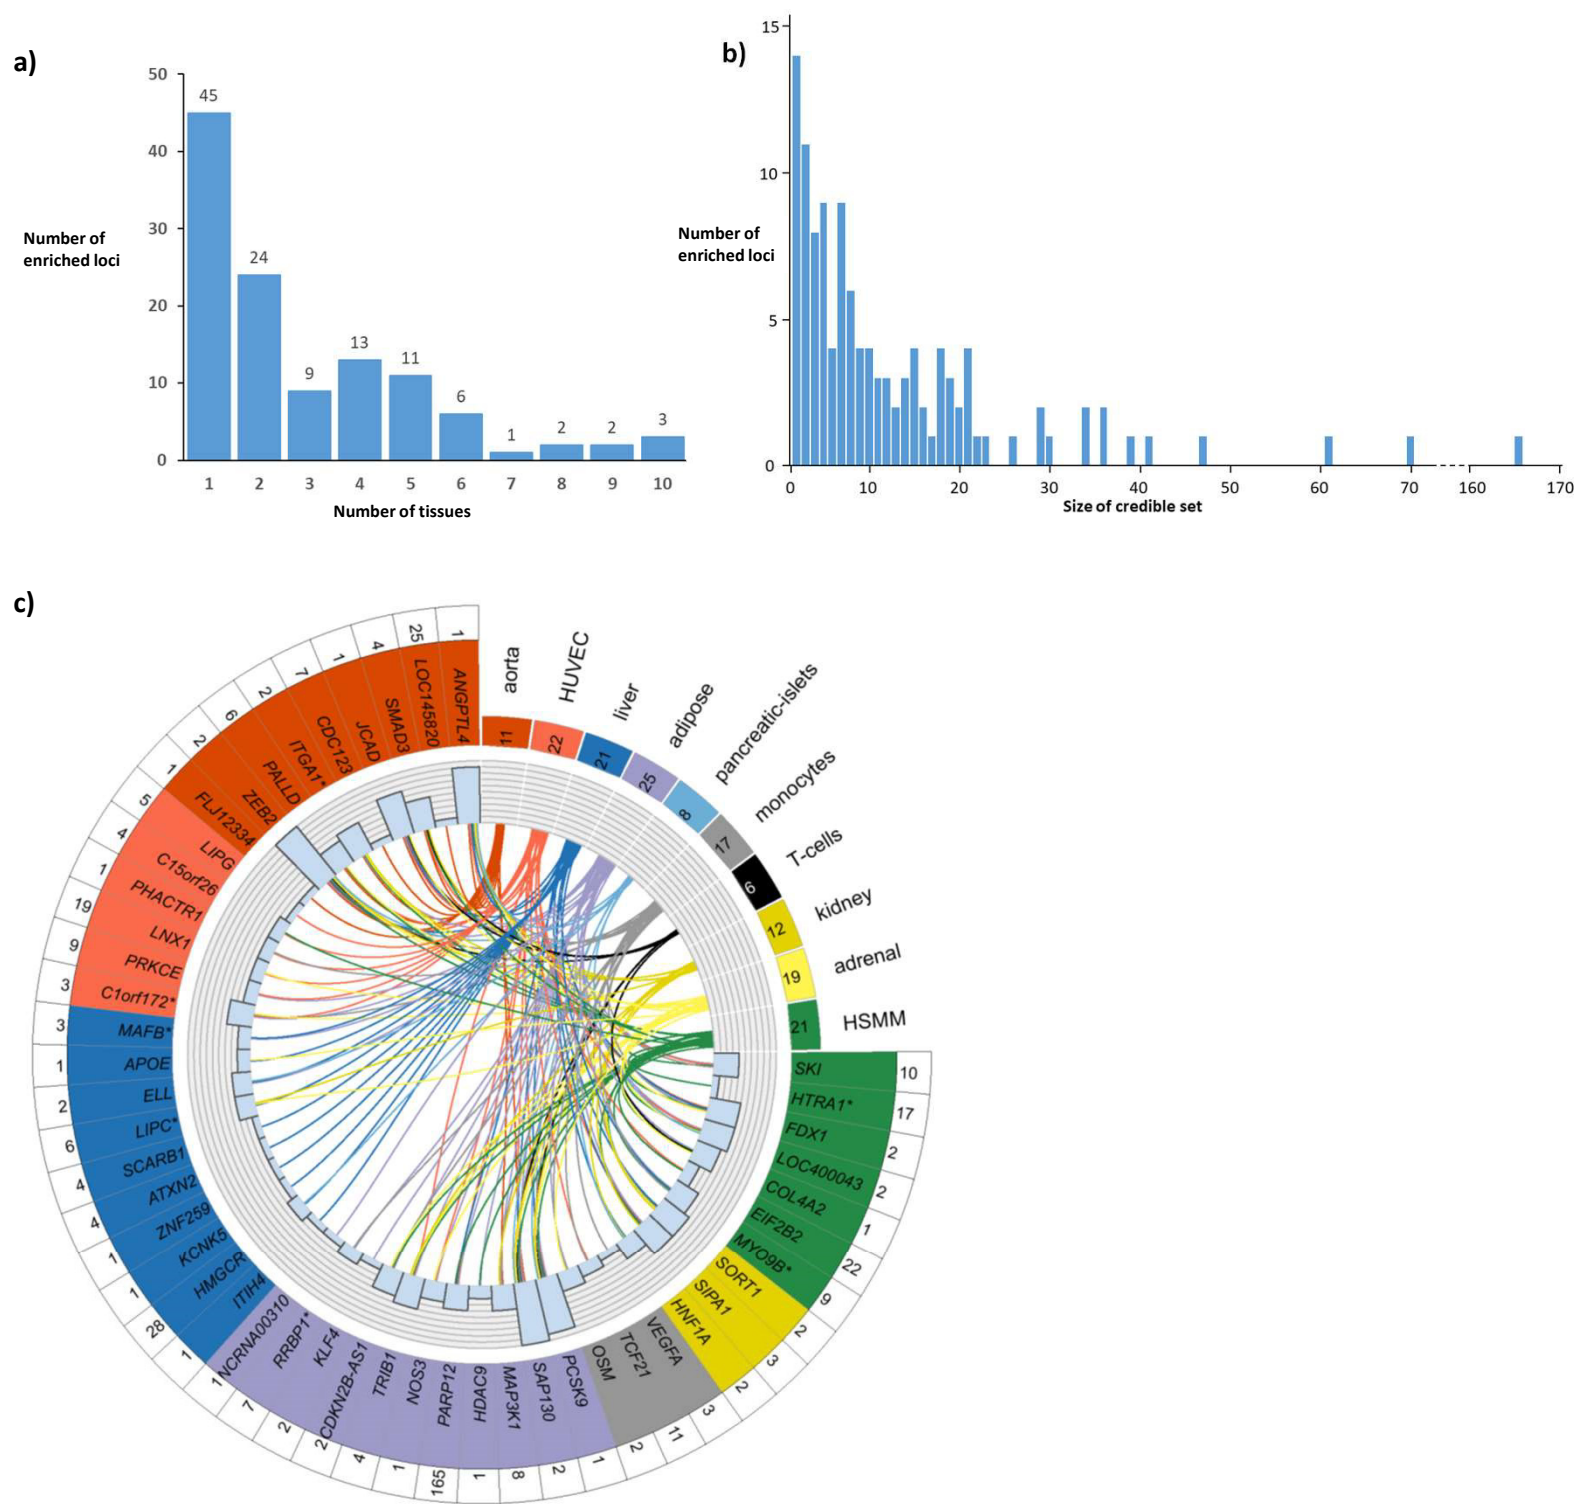 a)
50
40
30
20
10
0
45
24
9
13
11
6
1
2
2
3
Number of
enriched loci
1 2 3 4 5 6 7 8 9 10
Number of tissues
b)
15
10
5
0
Number of
enriched loci
0 10 20 30 40 50 60 70 160 170
Size of credible set
c)
aorta
HUVEC
liver
adipose
pancreatic-islets
monocytes
T-cells
kidney
adrenal
HSMM
11
22
21
25
8
17
6
12
19
21
SKI 10
HTRA1* 17
FDX1 2
LOC400043 2
COL4A2 1
EIF2B2 22
MYO9B* 9
SORT1 2
SIPA1 3
HNF1A 2
VEGFA 3
TCF21 11
OSM 2
PCSK9 1
SAP130 2
MAP3K1 8
HDAC9 1
PARP12 165
NOS3 1
TRIB1 4
CDKN2B-AS1 2
KLF4 2
RRBP1* 7
NCRNA00310 1
ITIH4 1
HMGCR 28
KCNK5 1
ZNF259 1
ATXN2 4
SCARB1 4
LIPC* 6
ELL 2
APOE 1
MAFB* 3
C1orf172* 3
PRKCE 9
LNX1 19
PHACTR1 1
C15orf26 4
LIPG 5
FLJ12334 1
ZEB2 2
PALLD 6
ITGA1* 2
CDC123 7
JCAD 1
SMAD3 4
LOC145820 25
ANGPTL4 1